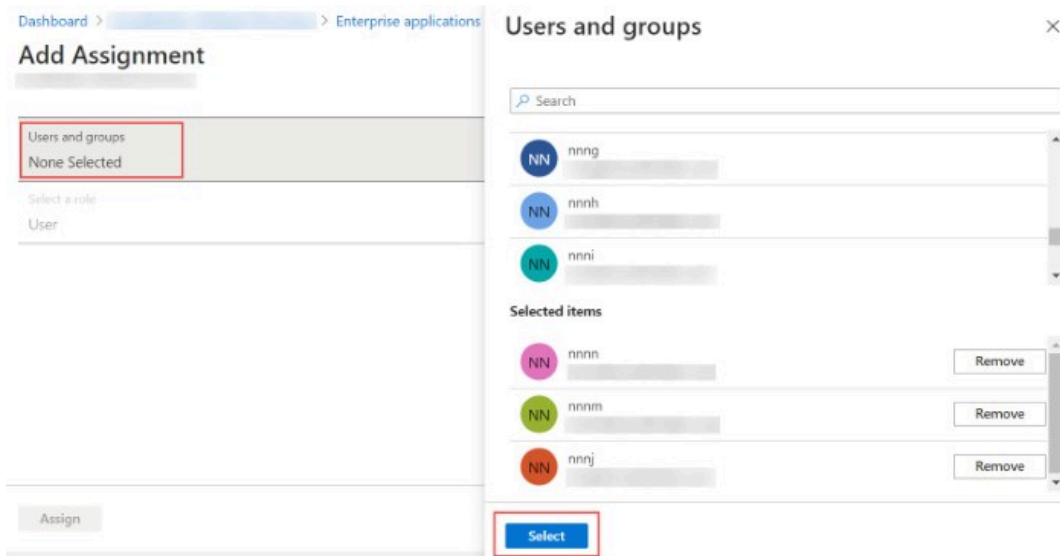 Dashboard > > Enterprise applications
Add Assignment
Users and groups
None Selected
Select a role
User
Assign
Users and groups
Search
NN nnng
NN nnnh
NN nnni
Selected items
NN nnnn Remove
NN nnnm Remove
NN nnnj Remove
Select